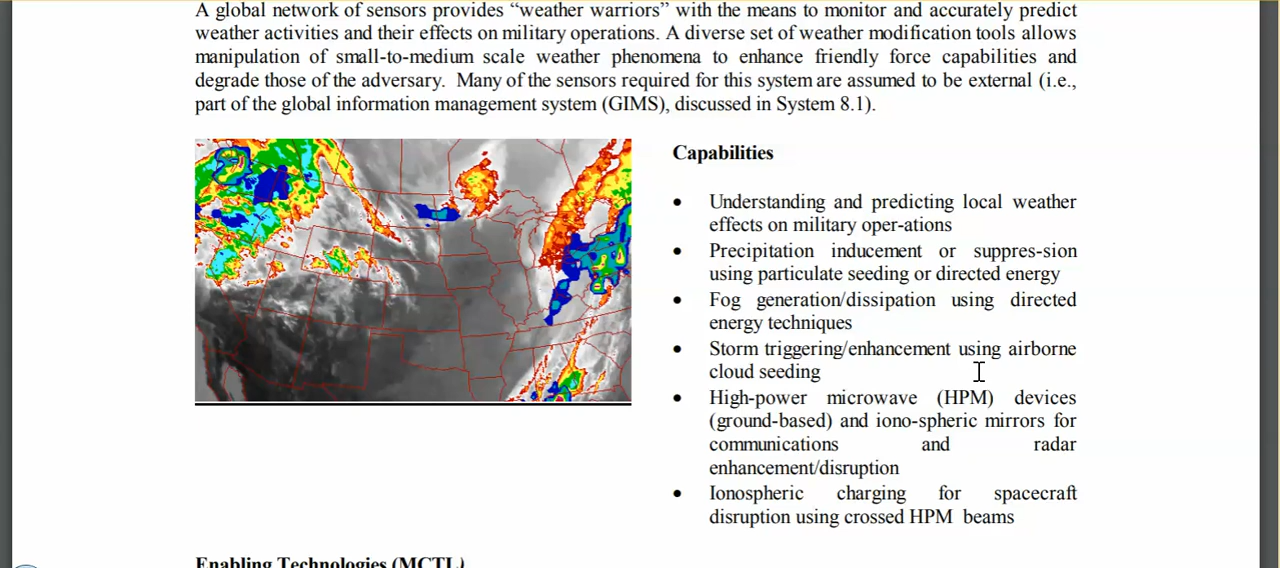 A global network of sensors provides “weather warriors” with the means to monitor and accurately predict
weather activities and their effects on military operations. A diverse set of weather modification tools allows
manipulation of small-to-medium scale weather phenomena to enhance friendly force capabilities and
degrade those of the adversary.  Many of the sensors required for this system are assumed to be external (i.e.,
part of the global information management system (GIMS), discussed in System 8.1).
Capabilities
• Understanding and predicting local weather
effects on military oper-ations
• Precipitation inducement or suppres-sion
using particulate seeding or directed energy
• Fog generation/dissipation using directed
energy techniques
• Storm triggering/enhancement using airborne
cloud seeding
• High-power microwave (HPM) devices
(ground-based) and iono-spheric mirrors for
communications and radar
enhancement/disruption
• Ionospheric charging for spacecraft
disruption using crossed HPM  beams
Enabling Technologies (MCTL)